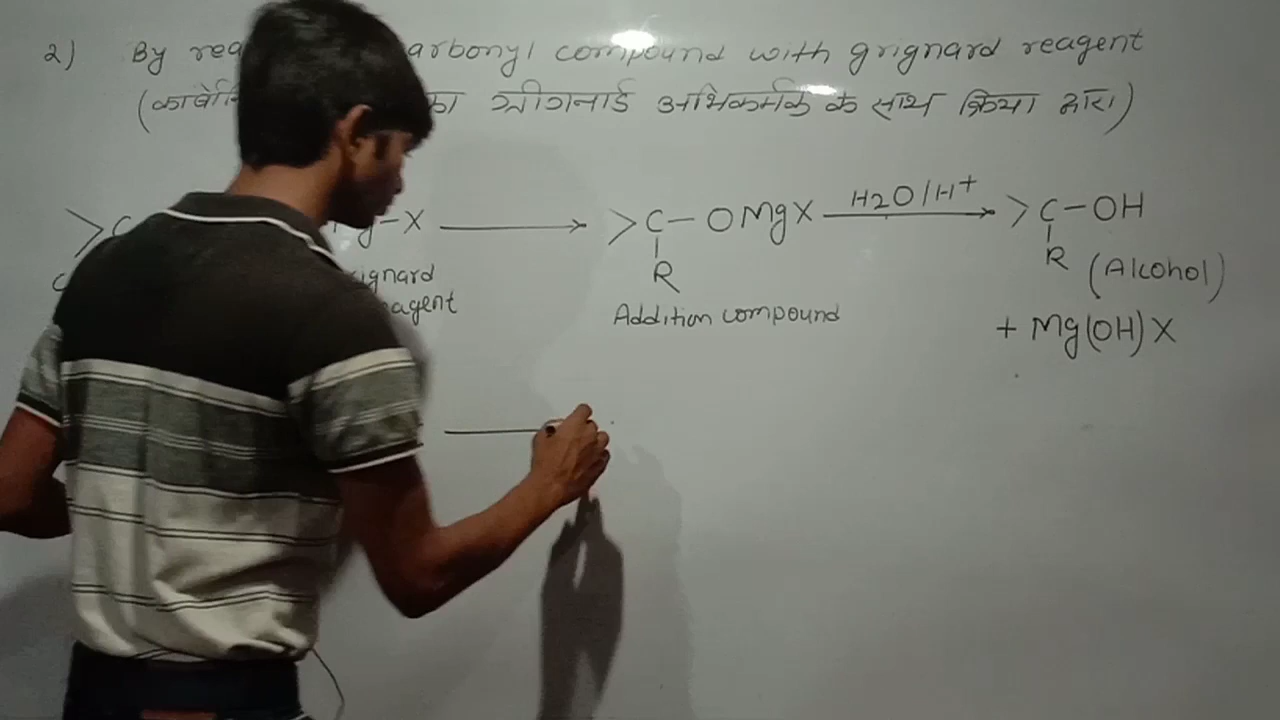 2) By rea arbonyl compound with grignard reagent
(कार्बोनि का ग्रीगनार्ड अभिकर्मक के साथ क्रिया द्वारा)
>C g-X ⟶ >C-OMgX H2O/H+ ⟶ >C-OH
R R (Alcohol)
ignard
agent Addition compound + Mg(OH)X